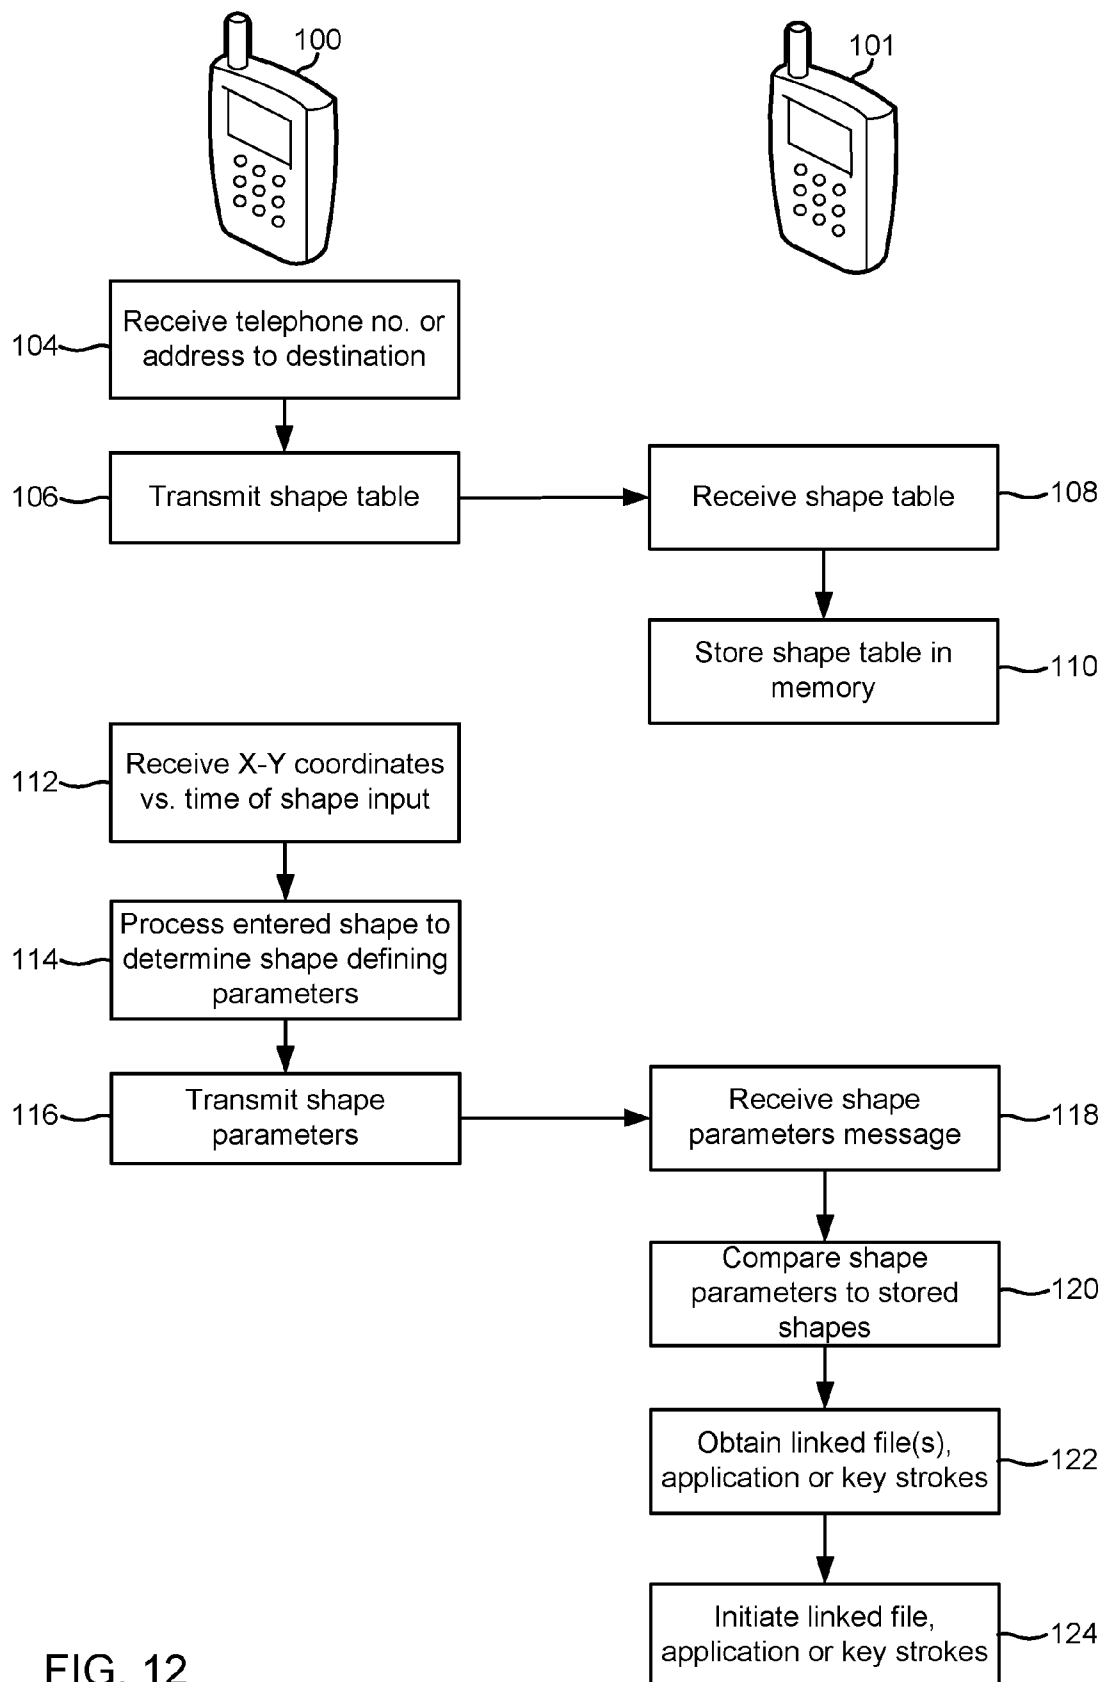 100
101
104
Receive telephone no. or
address to destination
106
Transmit shape table
Receive shape table
108
Store shape table in
memory
110
112
Receive X-Y coordinates
vs. time of shape input
114
Process entered shape to
determine shape defining
parameters
116
Transmit shape
parameters
Receive shape
parameters message
118
Compare shape
parameters to stored
shapes
120
Obtain linked file(s),
application or key strokes
122
Initiate linked file,
application or key strokes
124
FIG. 12